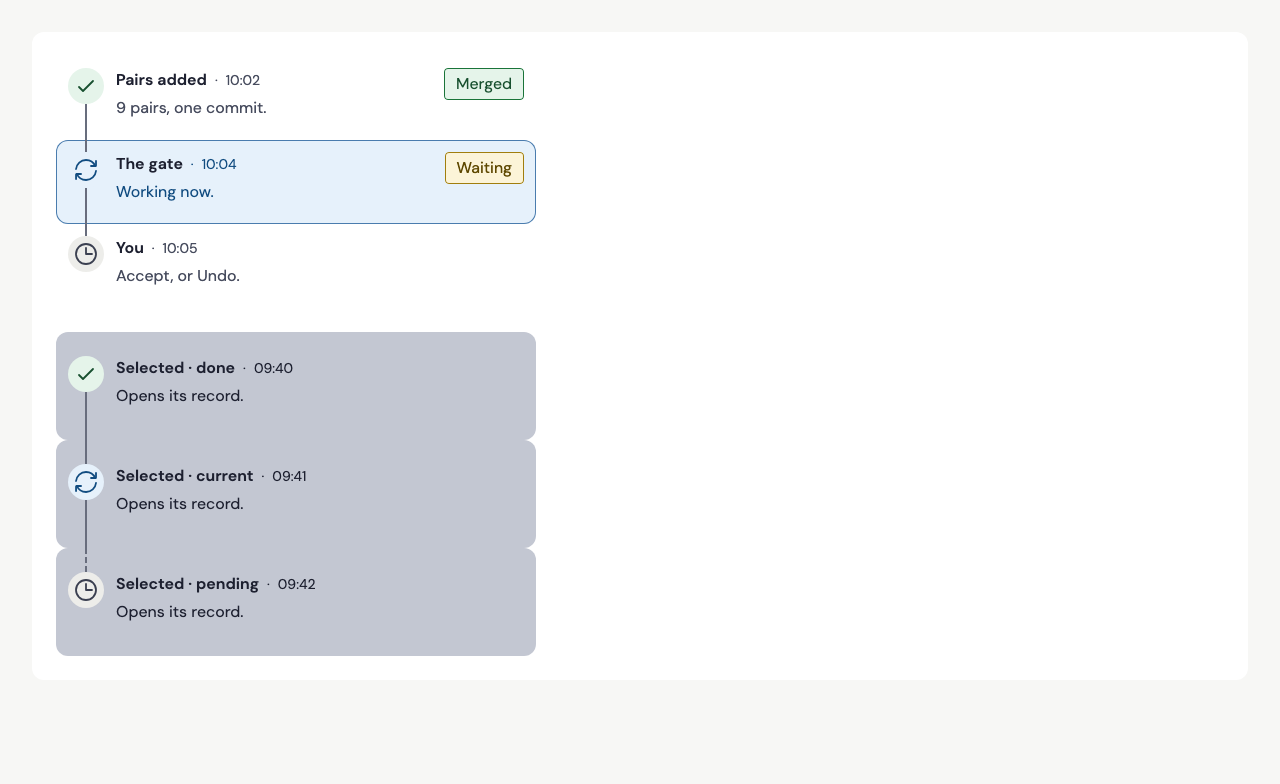 Pairs added · 10:02
Merged
9 pairs, one commit.
The gate · 10:04
Waiting
Working now.
You · 10:05
Accept, or Undo.
Selected · done · 09:40
Opens its record.
Selected · current · 09:41
Opens its record.
Selected · pending · 09:42
Opens its record.